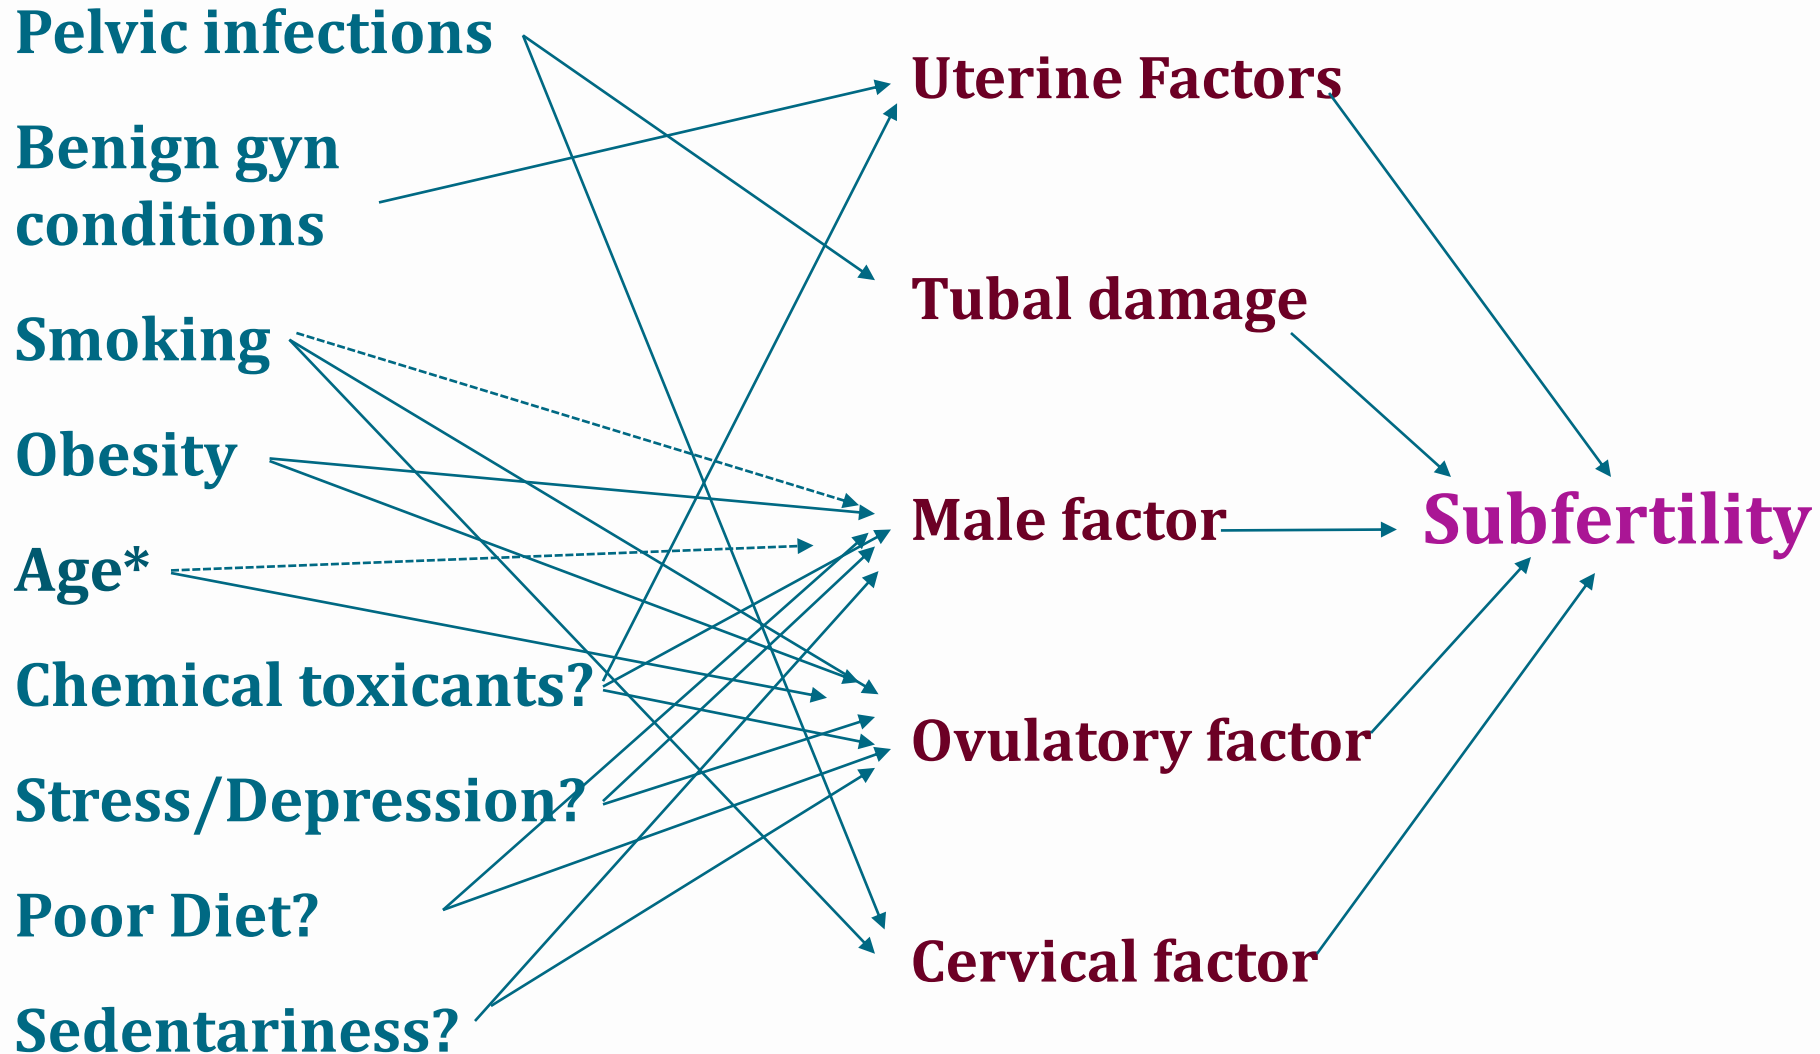 Pelvic infections
Benign gyn
conditions
Smoking
Obesity
Age*
Chemical toxicants?
Stress/Depression?
Poor Diet?
Sedentariness?
Uterine Factors
Tubal damage
Male factor
Ovulatory factor
Cervical factor
Subfertility